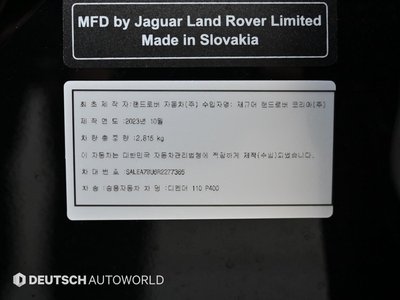 MFD by Jaguar Land Rover Limited
Made in Slovakia
최 초 제 작 자:랜드로버 자동차(주) 수입자명: 재규어 랜드로버 코리아(주)
제 작 연 도 :2023년 10월
차 량 총 중 량 :2,815 kg
이 자동차는 대한민국 자동차관리법령에 적합하게 제작(수입)되었습니다.
차 대 번 호 :SALEA7BU6R2277365
차 종 :승용자동차 차 명 :디펜더 110 P400
DEUTSCH AUTOWORLD